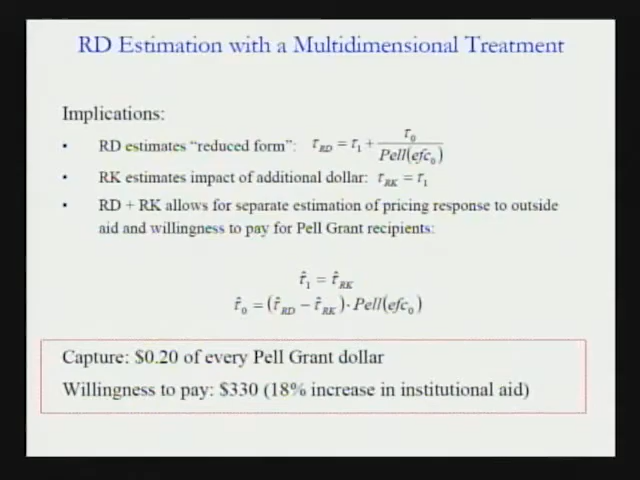 RD Estimation with a Multidimensional Treatment
Implications:
• RD estimates “reduced form”: τ_RD = τ_1 + τ_0 / Pell(efc_0)
• RK estimates impact of additional dollar: τ_RK = τ_1
• RD + RK allows for separate estimation of pricing response to outside
aid and willingness to pay for Pell Grant recipients:
τ̂_1 = τ̂_RK
τ̂_0 = (τ̂_RD − τ̂_RK) · Pell(efc_0)
Capture: $0.20 of every Pell Grant dollar
Willingness to pay: $330 (18% increase in institutional aid)